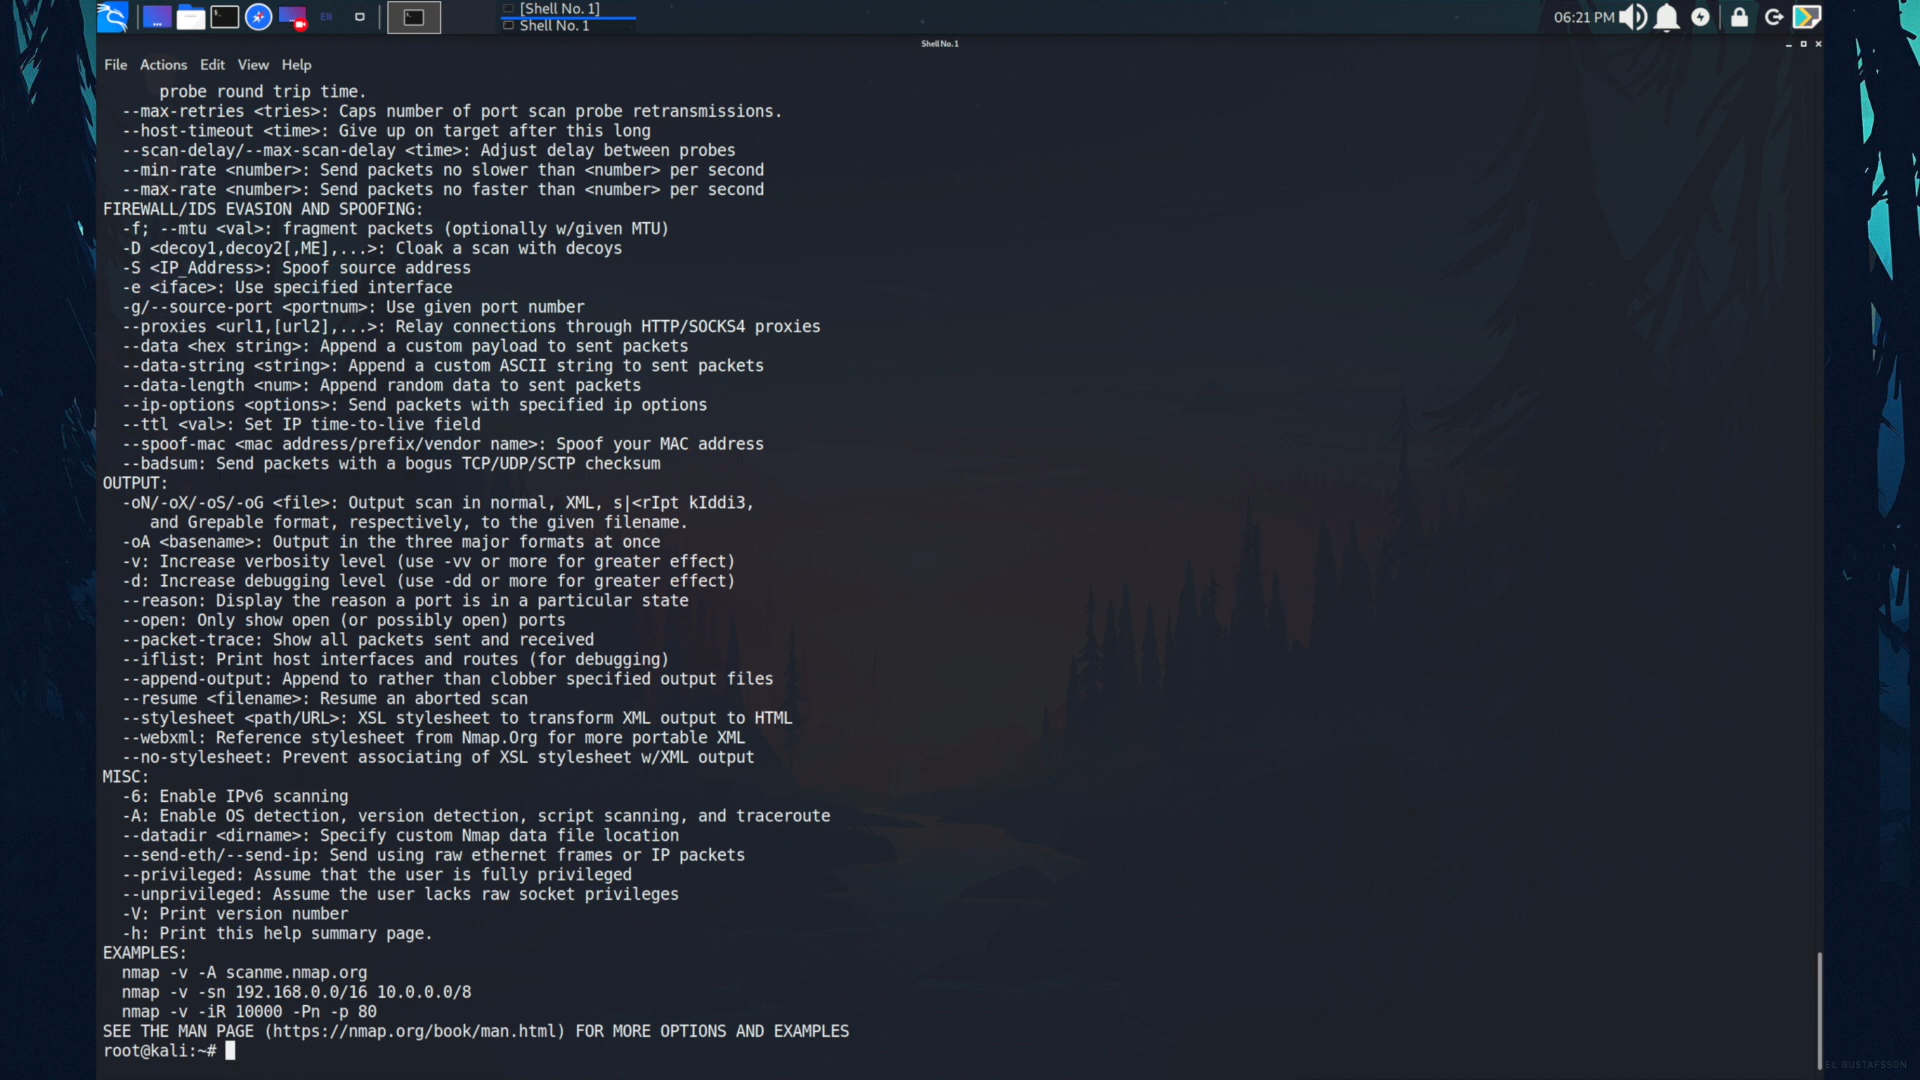 EN
[Shell No. 1]
Shell No. 1
06:21 PM
Shell No. 1
File Actions Edit View Help
probe round trip time.
--max-retries <tries>: Caps number of port scan probe retransmissions.
--host-timeout <time>: Give up on target after this long
--scan-delay/--max-scan-delay <time>: Adjust delay between probes
--min-rate <number>: Send packets no slower than <number> per second
--max-rate <number>: Send packets no faster than <number> per second
FIREWALL/IDS EVASION AND SPOOFING:
-f; --mtu <val>: fragment packets (optionally w/given MTU)
-D <decoy1,decoy2[,ME],...>: Cloak a scan with decoys
-S <IP_Address>: Spoof source address
-e <iface>: Use specified interface
-g/--source-port <portnum>: Use given port number
--proxies <url1,[url2],...>: Relay connections through HTTP/SOCKS4 proxies
--data <hex string>: Append a custom payload to sent packets
--data-string <string>: Append a custom ASCII string to sent packets
--data-length <num>: Append random data to sent packets
--ip-options <options>: Send packets with specified ip options
--ttl <val>: Set IP time-to-live field
--spoof-mac <mac address/prefix/vendor name>: Spoof your MAC address
--badsum: Send packets with a bogus TCP/UDP/SCTP checksum
OUTPUT:
-oN/-oX/-oS/-oG <file>: Output scan in normal, XML, s|<rIpt kIddi3,
and Grepable format, respectively, to the given filename.
-oA <basename>: Output in the three major formats at once
-v: Increase verbosity level (use -vv or more for greater effect)
-d: Increase debugging level (use -dd or more for greater effect)
--reason: Display the reason a port is in a particular state
--open: Only show open (or possibly open) ports
--packet-trace: Show all packets sent and received
--iflist: Print host interfaces and routes (for debugging)
--append-output: Append to rather than clobber specified output files
--resume <filename>: Resume an aborted scan
--stylesheet <path/URL>: XSL stylesheet to transform XML output to HTML
--webxml: Reference stylesheet from Nmap.Org for more portable XML
--no-stylesheet: Prevent associating of XSL stylesheet w/XML output
MISC:
-6: Enable IPv6 scanning
-A: Enable OS detection, version detection, script scanning, and traceroute
--datadir <dirname>: Specify custom Nmap data file location
--send-eth/--send-ip: Send using raw ethernet frames or IP packets
--privileged: Assume that the user is fully privileged
--unprivileged: Assume the user lacks raw socket privileges
-V: Print version number
-h: Print this help summary page.
EXAMPLES:
nmap -v -A scanme.nmap.org
nmap -v -sn 192.168.0.0/16 10.0.0.0/8
nmap -v -iR 10000 -Pn -p 80
SEE THE MAN PAGE (https://nmap.org/book/man.html) FOR MORE OPTIONS AND EXAMPLES
root@kali:~#
EL GUSTAFSSON